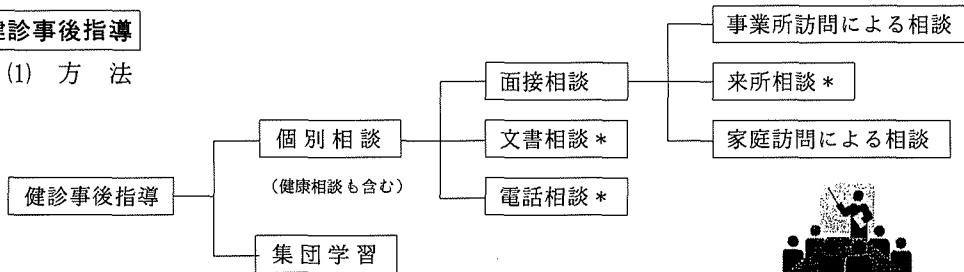 健診事後指導
(1) 方　法
健診事後指導
個別相談
(健康相談も含む)
集団学習
面接相談
文書相談＊
電話相談＊
事業所訪問による相談
来所相談＊
家庭訪問による相談